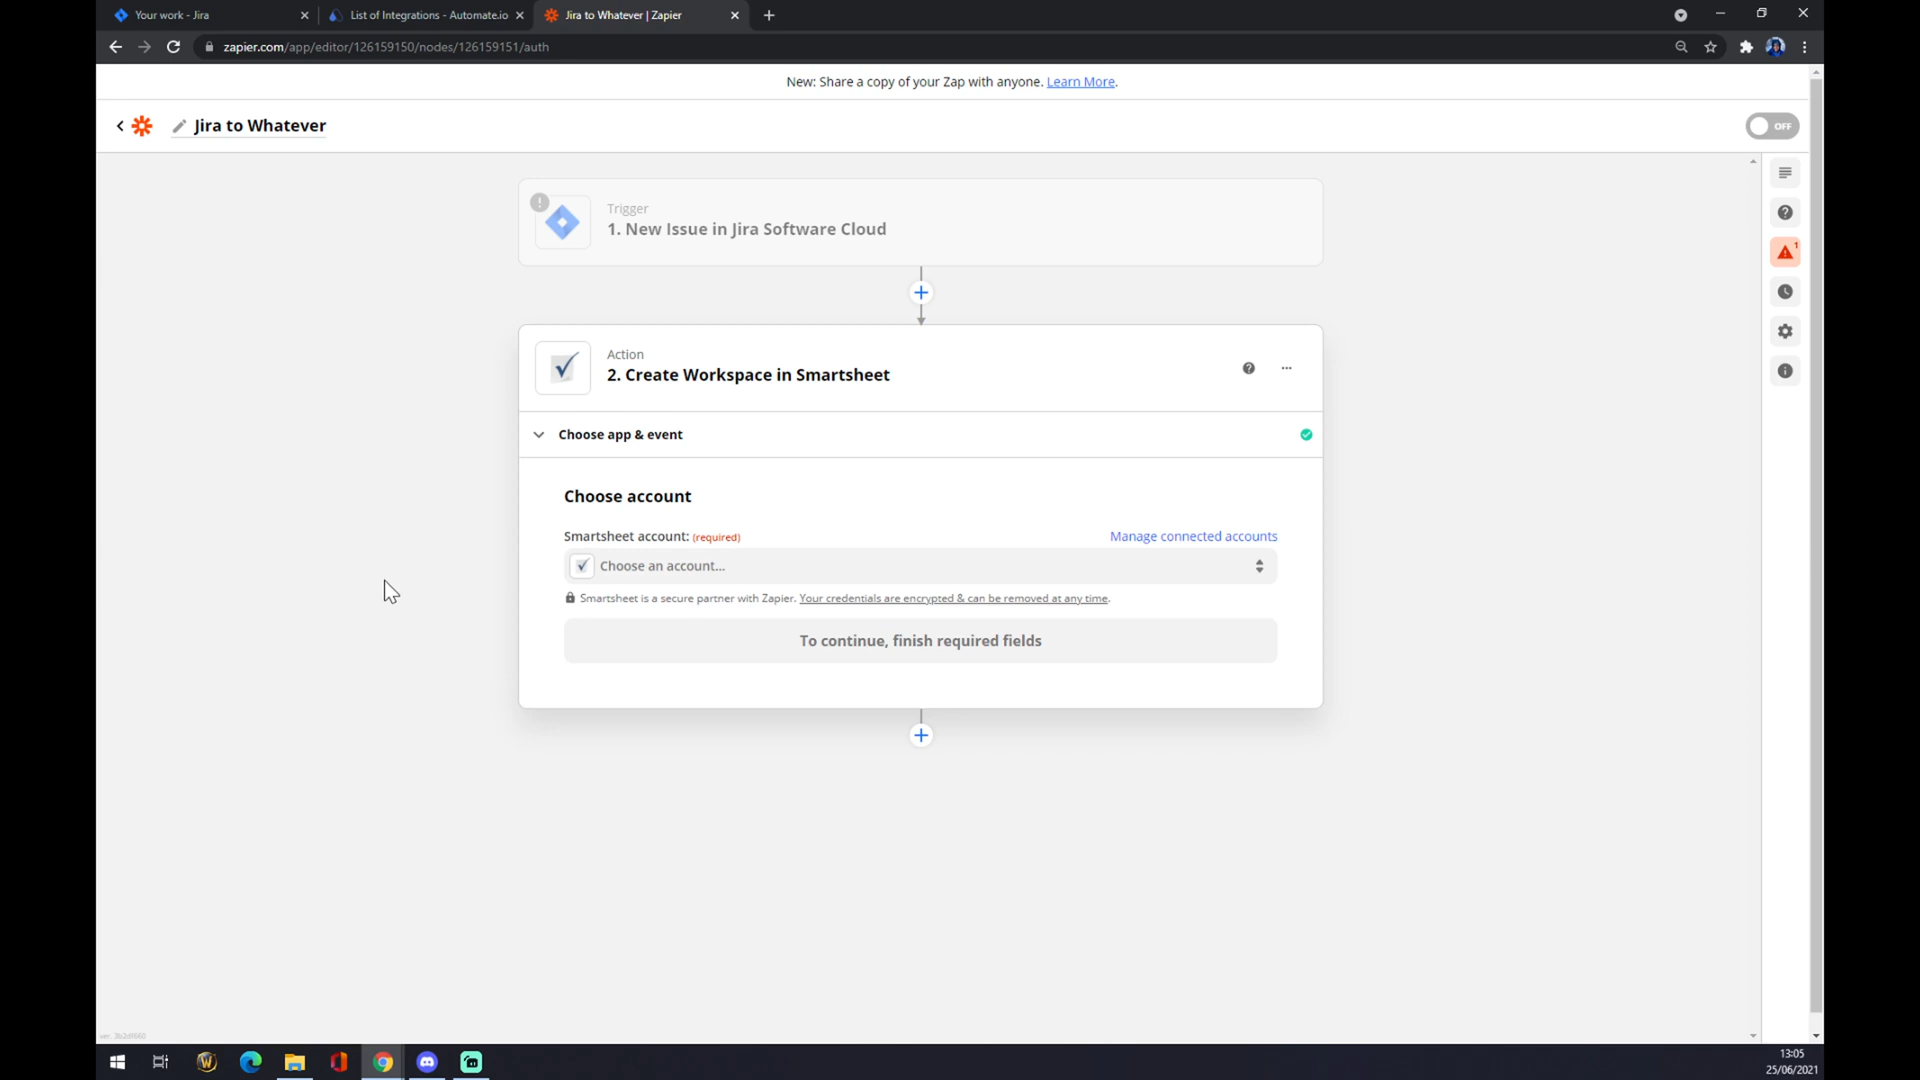 Your work - Jira
List of Integrations - Automate.io
Jira to Whatever | Zapier
zapier.com/app/editor/126159150/nodes/126159151/auth
New: Share a copy of your Zap with anyone. Learn More.
Jira to Whatever
OFF
Trigger
1. New Issue in Jira Software Cloud
1
Action
2. Create Workspace in Smartsheet
Choose app & event
Choose account
Smartsheet account: (required)
Manage connected accounts
Choose an account...
Smartsheet is a secure partner with Zapier. Your credentials are encrypted & can be removed at any time.
To continue, finish required fields
13:05
25/06/2021